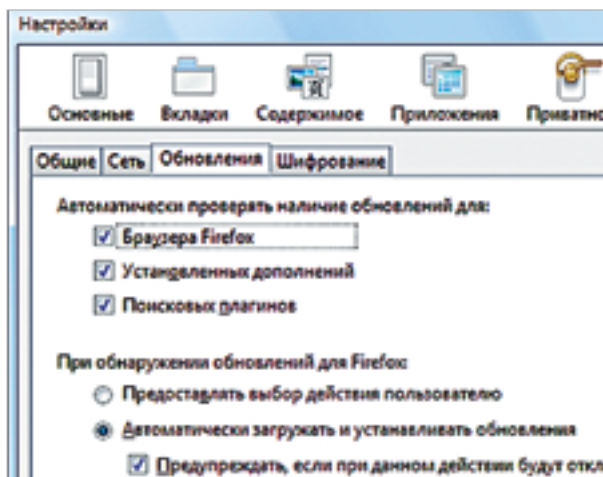 Настройки
Основные Вкладки Содержимое Приложения Приватно
Общие Сеть Обновления Шифрование
Автоматически проверять наличие обновлений для:
Браузера Firefox
Установленных дополнений
Поисковых плагинов
При обнаружении обновлений для Firefox:
Предоставлять выбор действия пользователю
Автоматически загружать и устанавливать обновления
Предупреждать, если при данном действии будут откл